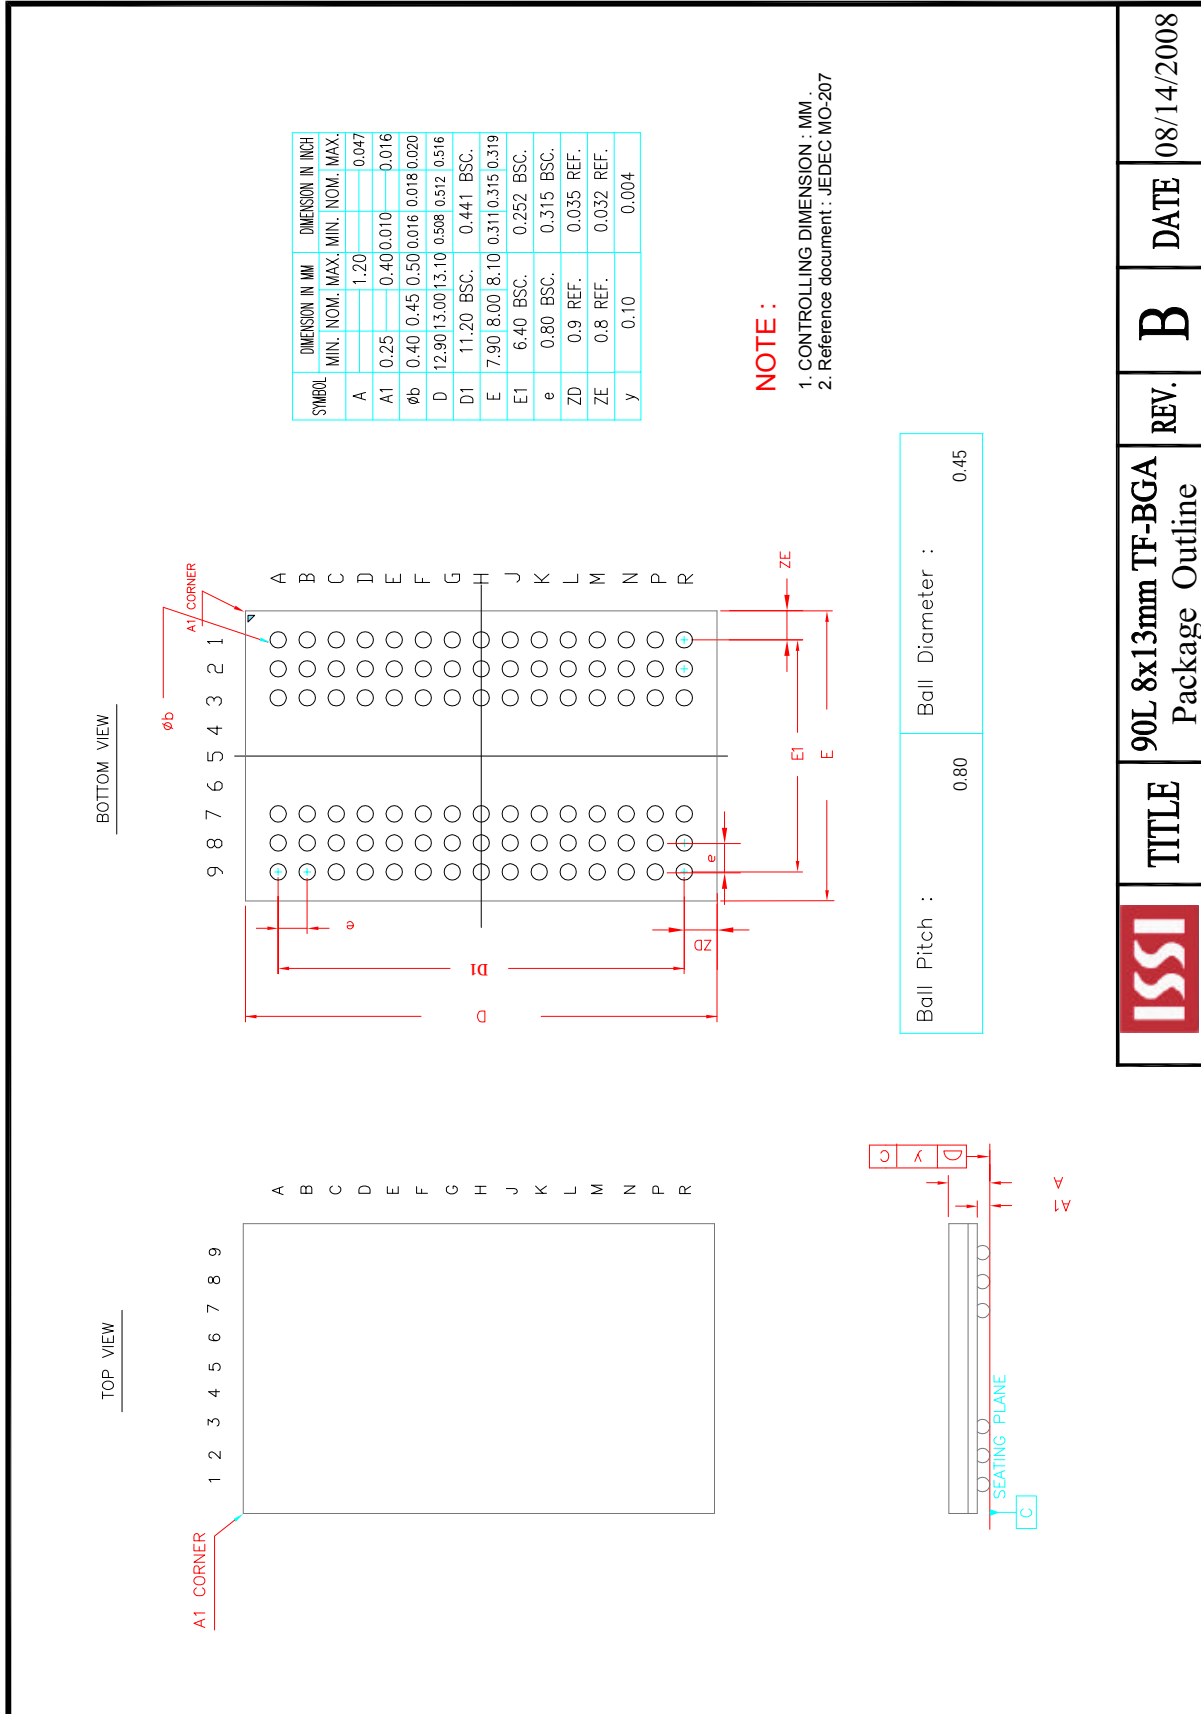 TOP VIEW
A1 CORNER
1 2 3 4 5 6 7 8 9
A
B
C
D
E
F
G
H
J
K
L
M
N
P
R
BOTTOM VIEW
9 8 7 6 5 4 3 2 1
øb
A1 CORNER
A
B
C
D
E
F
G
H
J
K
L
M
N
P
R
e
D1
D
ZD
e
E1
E
ZE
SYMBOL DIMENSION IN MM DIMENSION IN INCH
MIN. NOM. MAX. MIN. NOM. MAX.
A 1.20 0.047
A1 0.25 0.40 0.010 0.016
øb 0.40 0.45 0.50 0.016 0.018 0.020
D 12.90 13.00 13.10 0.508 0.512 0.516
D1 11.20 BSC. 0.441 BSC.
E 7.90 8.00 8.10 0.311 0.315 0.319
E1 6.40 BSC. 0.252 BSC.
e 0.80 BSC. 0.315 BSC.
ZD 0.9 REF. 0.035 REF.
ZE 0.8 REF. 0.032 REF.
y 0.10 0.004
NOTE :
1. CONTROLLING DIMENSION : MM .
2. Reference document : JEDEC MO-207
SEATING PLANE
C
C y D
A
A1
Ball Pitch : 0.80 Ball Diameter : 0.45
ISSI TITLE 90L 8x13mm TF-BGA
Package Outline REV. B DATE 08/14/2008